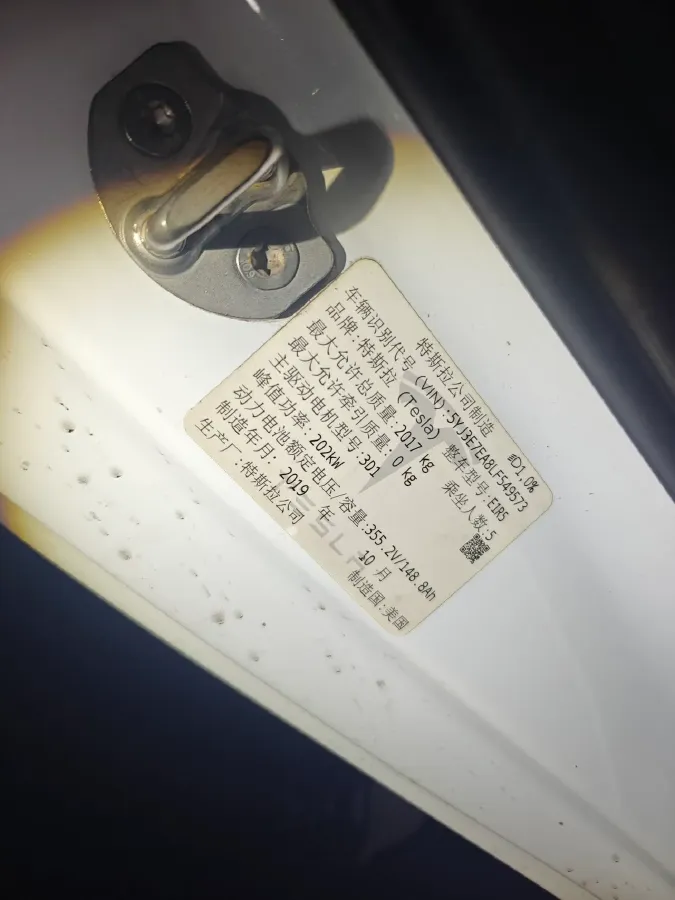 特斯拉公司制造
车辆识别代号 (VIN):5YJ3E7EA8LF549573
品牌:特斯拉 (Tesla) 整车型号:E1RS
最大允许总质量: 2017 kg 乘坐人数:5
最大允许牵引质量: 0 kg
主驱动电机型号:3D1
峰值功率: 202kW
动力电池额定电压/容量:355.2V/148.8Ah
制造年月: 2019 年 10 月
生产厂:特斯拉公司 制造国:美国
TESLA